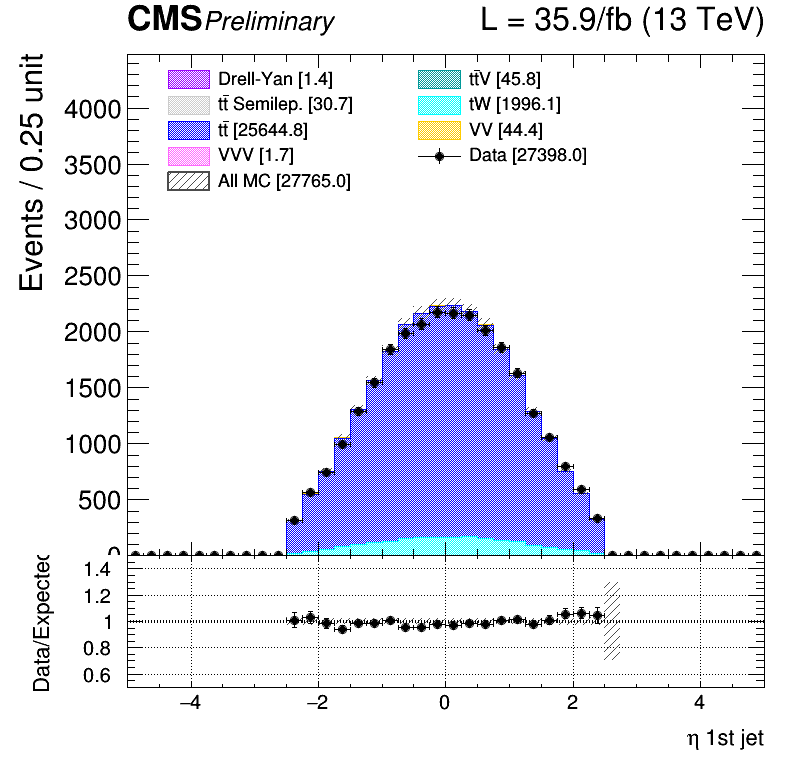 CMS Preliminary L = 35.9/fb (13 TeV)
Events / 0.25 unit
Drell-Yan [1.4]
tt̄ Semilep. [30.7]
tt̄ [25644.8]
VVV [1.7]
All MC [27765.0]
tt̄V [45.8]
tW [1996.1]
VV [44.4]
Data [27398.0]
4000
3500
3000
2500
2000
1500
1000
500
0
Data/Expected
1.4
1.2
1
0.8
0.6
−4 −2 0 2 4
η 1st jet